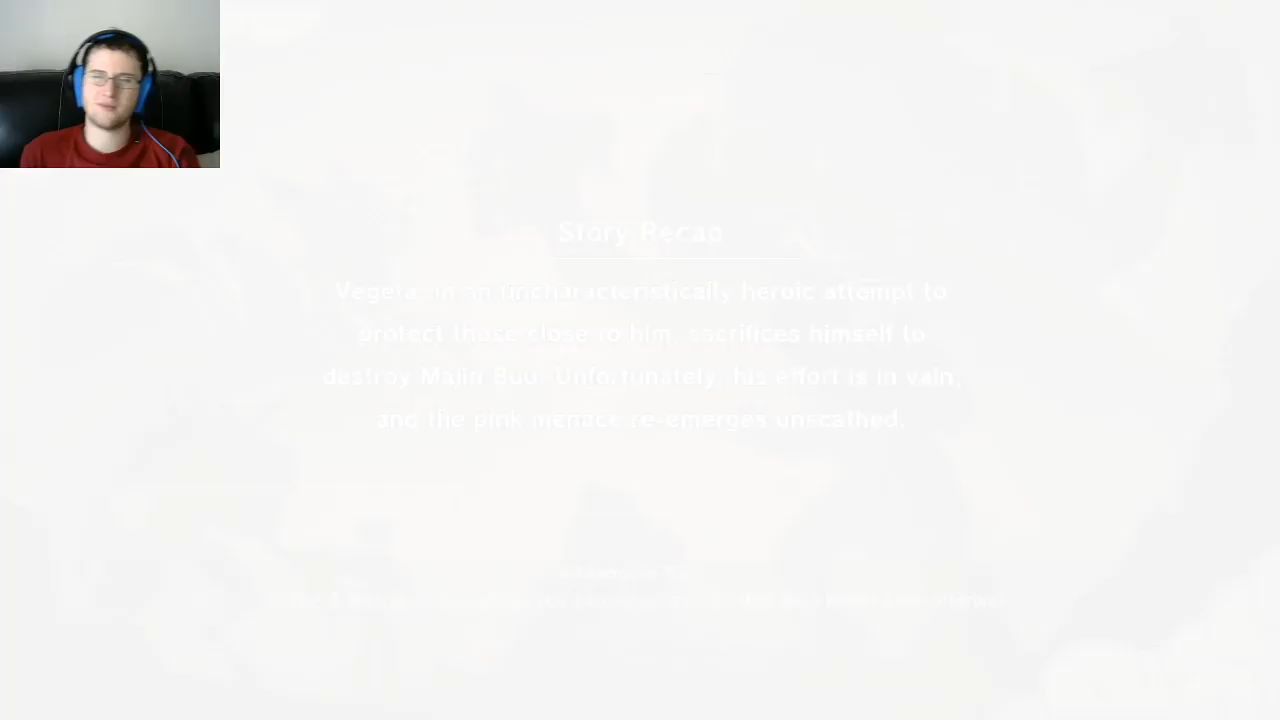 Story Recap
Vegeta, in an uncharacteristically heroic attempt to
protect those close to him, sacrifices himself to
destroy Majin Buu. Unfortunately, his effort is in vain,
and the pink menace re-emerges unscathed.